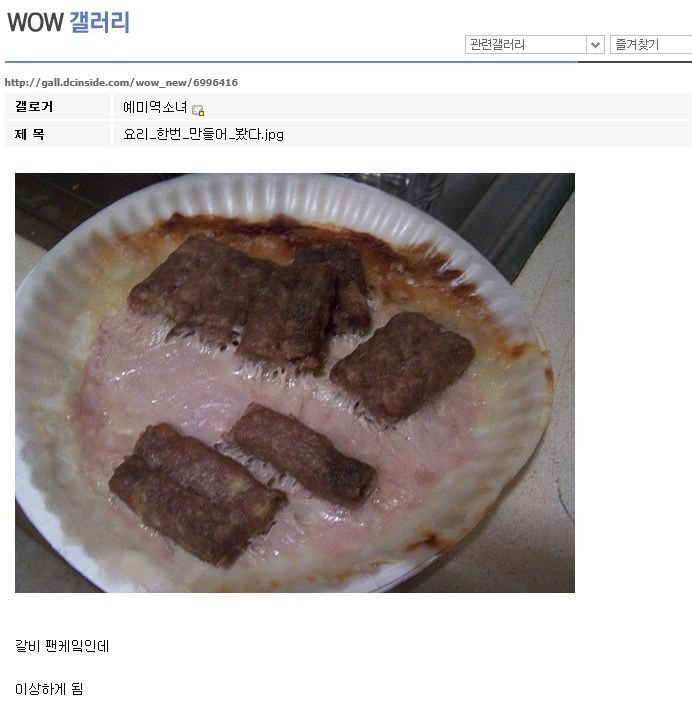 WOW 갤러리
관련갤러리 즐겨찾기
http://gall.dcinside.com/wow_new/6996416
갤로거 예미역소녀
제 목 요리_한번_만들어_봤다.jpg
갈비 팬케잌인데
이상하게 됨